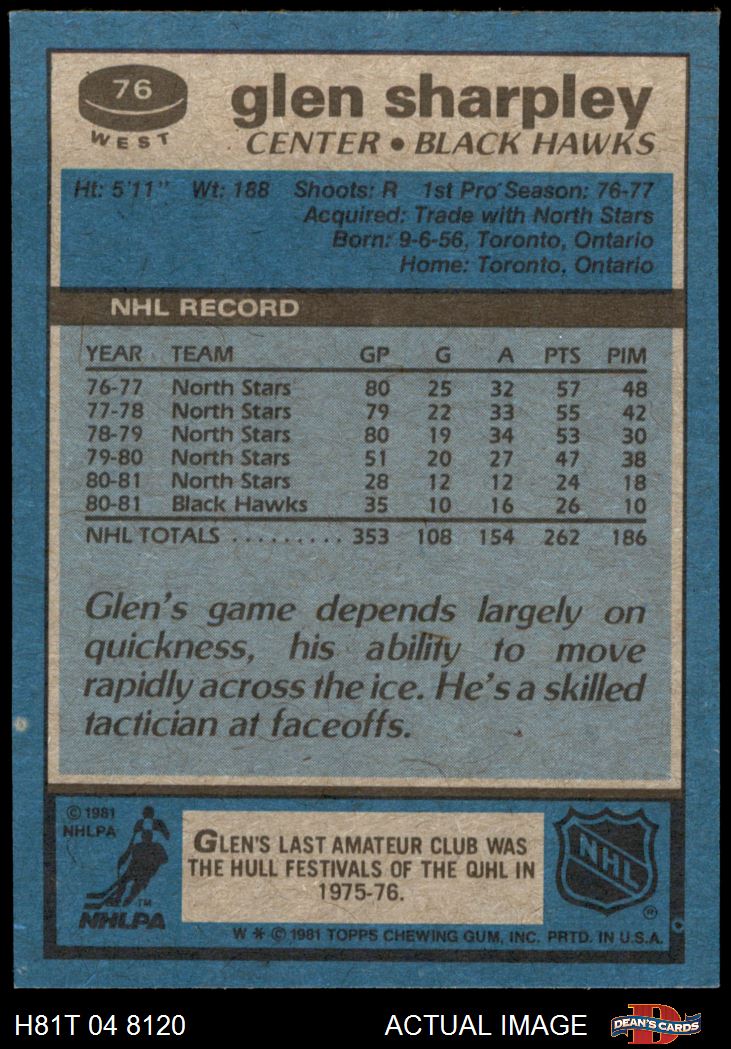 76
WEST
glen sharpley
CENTER • BLACK HAWKS
Ht: 5'11" Wt: 188 Shoots: R 1st Pro Season: 76-77
Acquired: Trade with North Stars
Born: 9-6-56, Toronto, Ontario
Home: Toronto, Ontario
NHL RECORD
YEAR TEAM GP G A PTS PIM
76-77 North Stars 80 25 32 57 48
77-78 North Stars 79 22 33 55 42
78-79 North Stars 80 19 34 53 30
79-80 North Stars 51 20 27 47 38
80-81 North Stars 28 12 12 24 18
80-81 Black Hawks 35 10 16 26 10
NHL TOTALS ......... 353 108 154 262 186
Glen's game depends largely on
quickness, his ability to move
rapidly across the ice. He's a skilled
tactician at faceoffs.
© 1981
NHLPA
TM
NHLPA
GLEN'S LAST AMATEUR CLUB WAS
THE HULL FESTIVALS OF THE QJHL IN
1975-76.
NHL
®
W * © 1981 TOPPS CHEWING GUM, INC. PRTD. IN U.S.A.
H81T 04 8120 ACTUAL IMAGE
D
DEAN'S CARDS